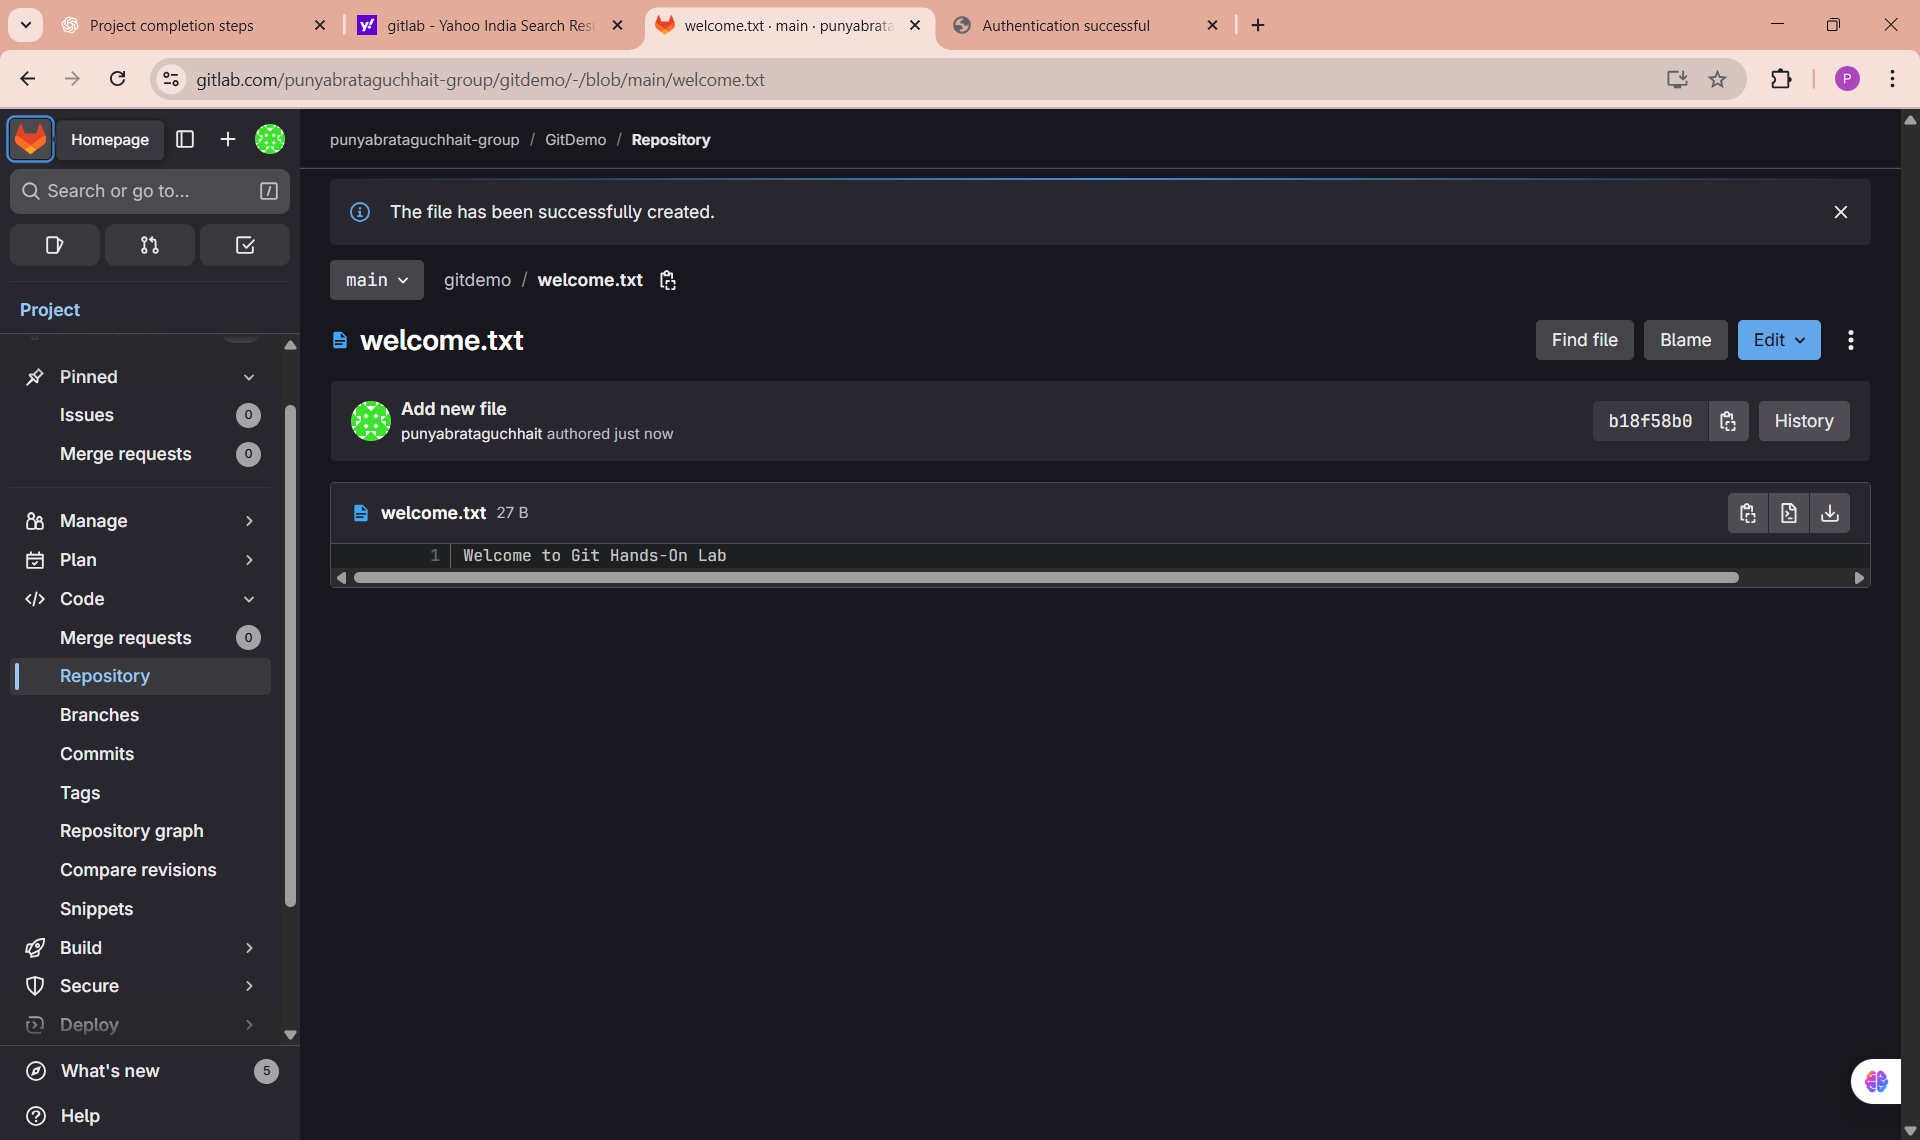 Project completion steps
gitlab - Yahoo India Search Res
welcome.txt · main · punyabrata
Authentication successful
gitlab.com/punyabrataguchhait-group/gitdemo/-/blob/main/welcome.txt
P
Homepage
punyabrataguchhait-group / GitDemo / Repository
Search or go to... /
The file has been successfully created.
main
gitdemo / welcome.txt
Project
welcome.txt
Find file
Blame
Edit
Pinned
Issues 0
Merge requests 0
Add new file
punyabrataguchhait authored just now
b18f58b0
History
welcome.txt 27 B
1 Welcome to Git Hands-On Lab
Manage
Plan
Code
Merge requests 0
Repository
Branches
Commits
Tags
Repository graph
Compare revisions
Snippets
Build
Secure
Deploy
What's new 5
Help